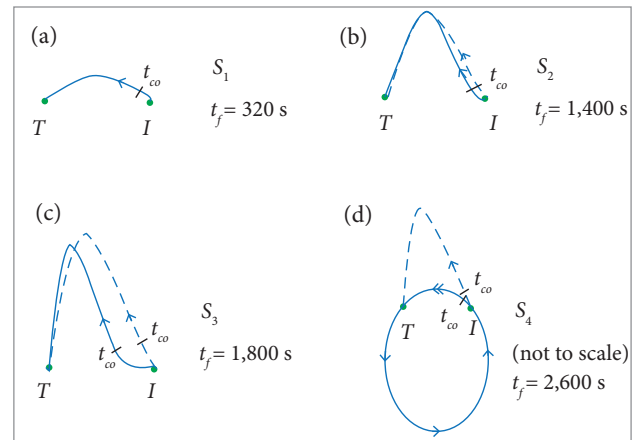 (a)
t_co
S_1
T
I
t_f = 320 s
(b)
t_co
S_2
T
I
t_f = 1,400 s
(c)
t_co
t_co
S_3
T
I
t_f = 1,800 s
(d)
t_co
t_co
T
I
S_4
(not to scale)
t_f = 2,600 s